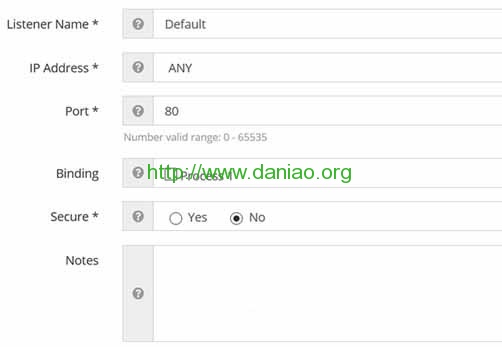 Listener Name * Default
IP Address * ANY
Port * 80
Number valid range: 0 - 65535
Binding Process
http://www.daniao.org
Secure * Yes No
Notes